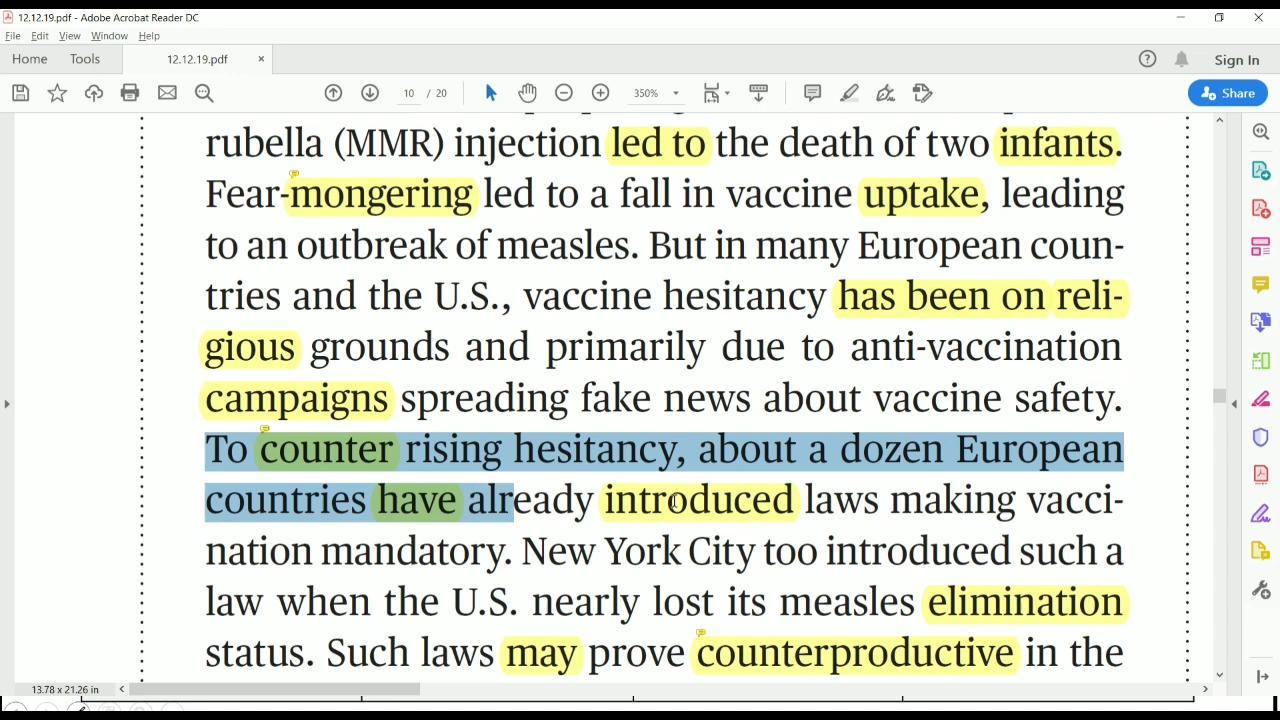 12.12.19.pdf - Adobe Acrobat Reader DC
File Edit View Window Help
Home Tools 12.12.19.pdf × Sign In
10 / 20 350% Share
rubella (MMR) injection led to the death of two infants.
Fear-mongering led to a fall in vaccine uptake, leading
to an outbreak of measles. But in many European coun-
tries and the U.S., vaccine hesitancy has been on reli-
gious grounds and primarily due to anti-vaccination
campaigns spreading fake news about vaccine safety.
To counter rising hesitancy, about a dozen European
countries have already introduced laws making vacci-
nation mandatory. New York City too introduced such a
law when the U.S. nearly lost its measles elimination
status. Such laws may prove counterproductive in the
13.78 x 21.26 in